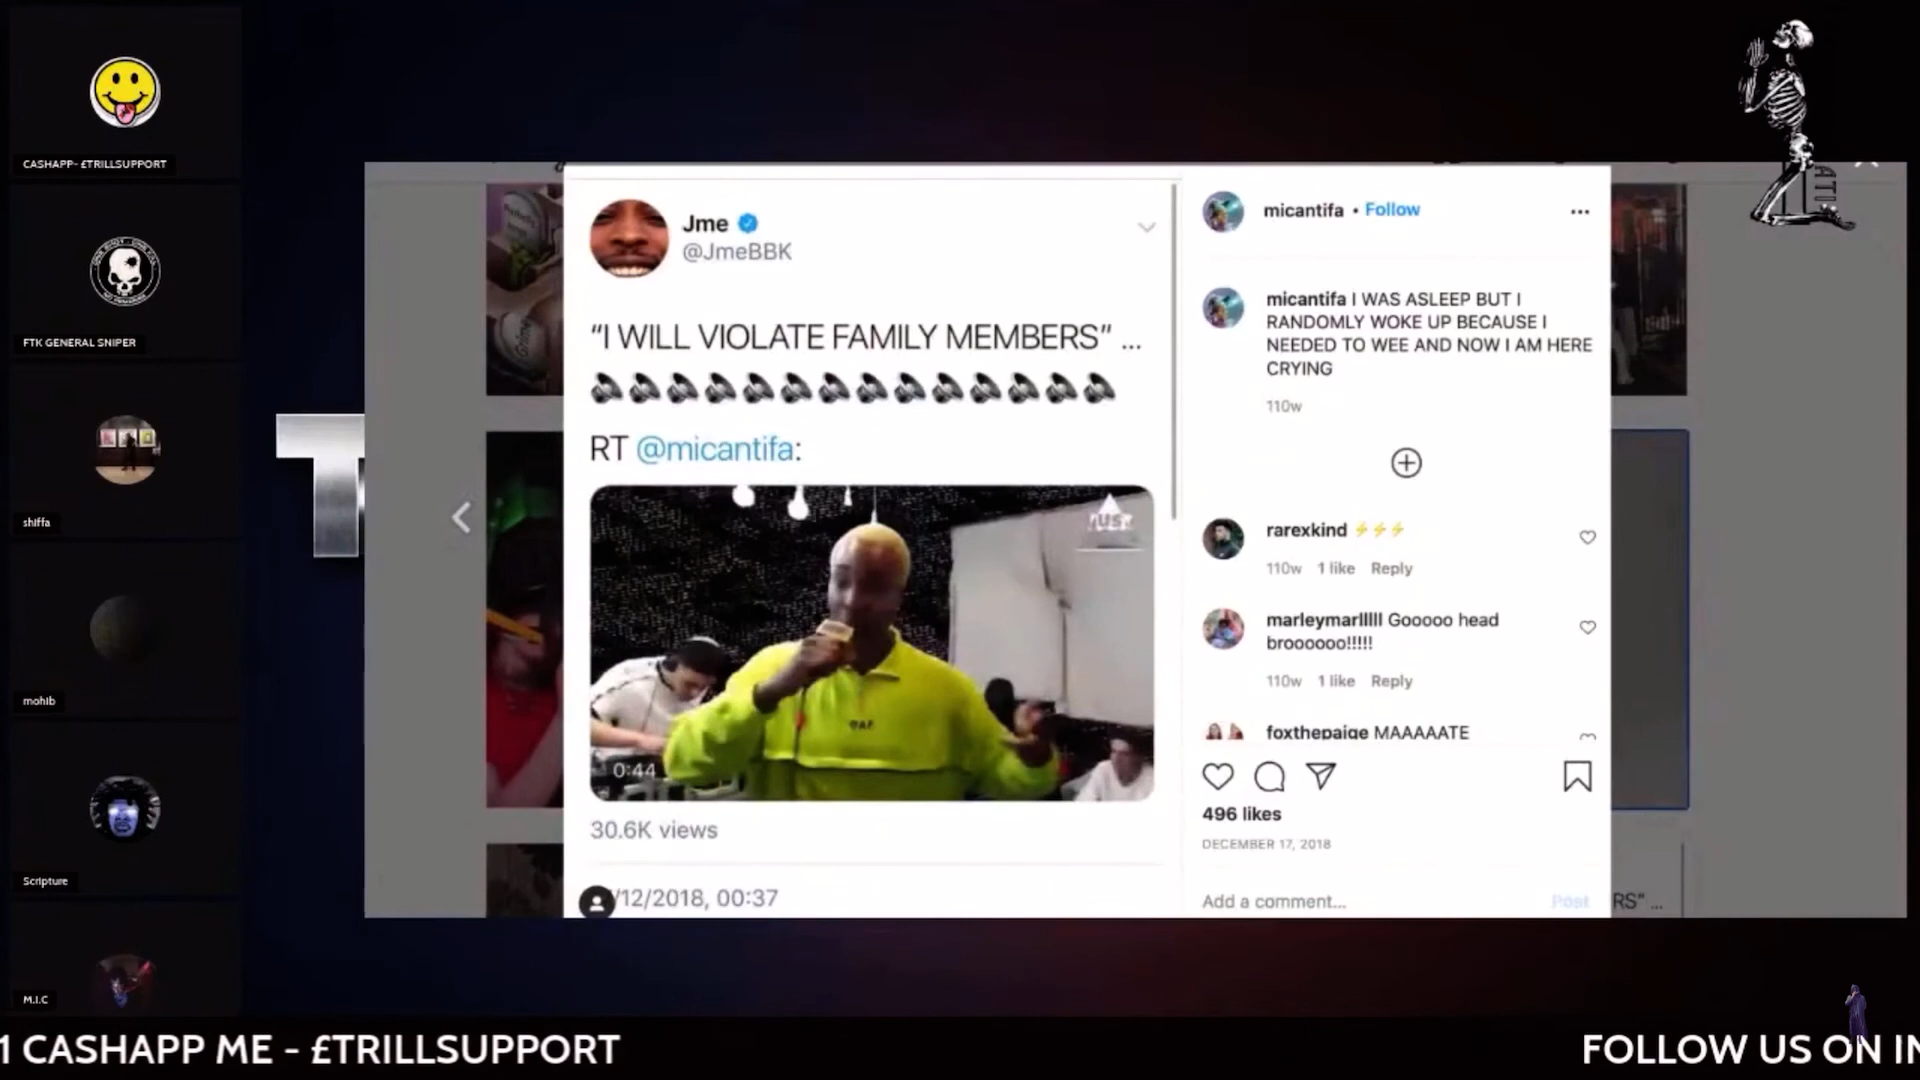 CASHAPP- £TRILLSUPPORT
FTK GENERAL SNIPER
shiffa
mohib
Scripture
M.I.C
T
Jme
@JmeBBK
“I WILL VIOLATE FAMILY MEMBERS” ...
RT @micantifa:
0:44
30.6K views
/12/2018, 00:37
micantifa • Follow
micantifa I WAS ASLEEP BUT I
RANDOMLY WOKE UP BECAUSE I
NEEDED TO WEE AND NOW I AM HERE
CRYING
110w
rarexkind ⚡⚡⚡
110w 1 like Reply
marleymarlllll Gooooo head
broooooo!!!!!
110w 1 like Reply
foxthepaige MAAAAATE
496 likes
DECEMBER 17, 2018
Add a comment... Post
RS” ...
1 CASHAPP ME - £TRILLSUPPORT
FOLLOW US ON IN